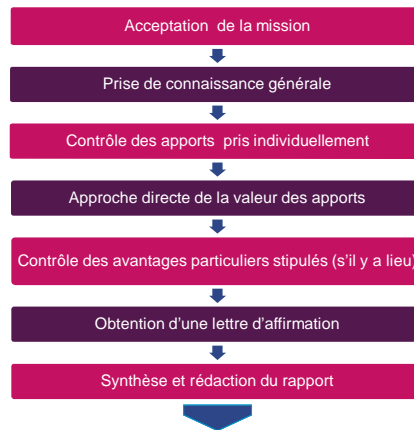 Acceptation de la mission
Prise de connaissance générale
Contrôle des apports pris individuellement
Approche directe de la valeur des apports
Contrôle des avantages particuliers stipulés (s'il y a lieu)
Obtention d'une lettre d'affirmation
Synthèse et rédaction du rapport